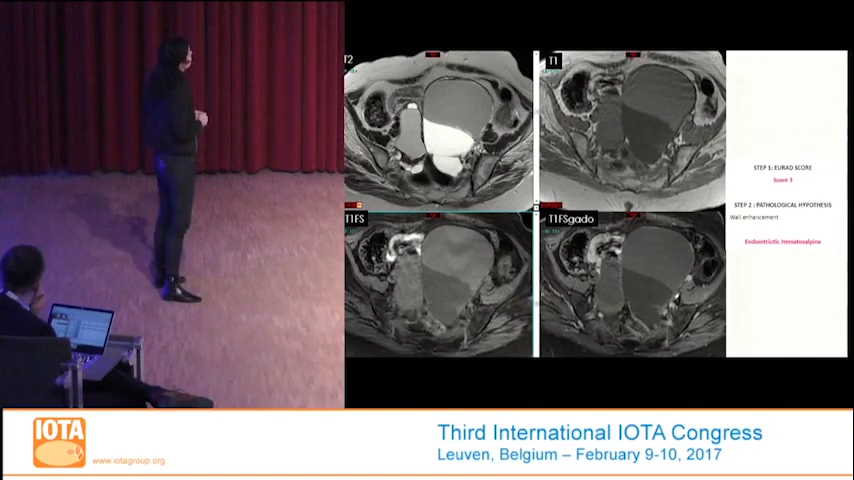 T2
T1
T1FS
T1FSgado
STEP 1: EURAD SCORE
Score 3
STEP 2 : PATHOLOGICAL HYPOTHESIS
Wall enhancement
Endometriotic Hematosalpinx
IOTA
www.iotagroup.org
Third International IOTA Congress
Leuven, Belgium – February 9-10, 2017